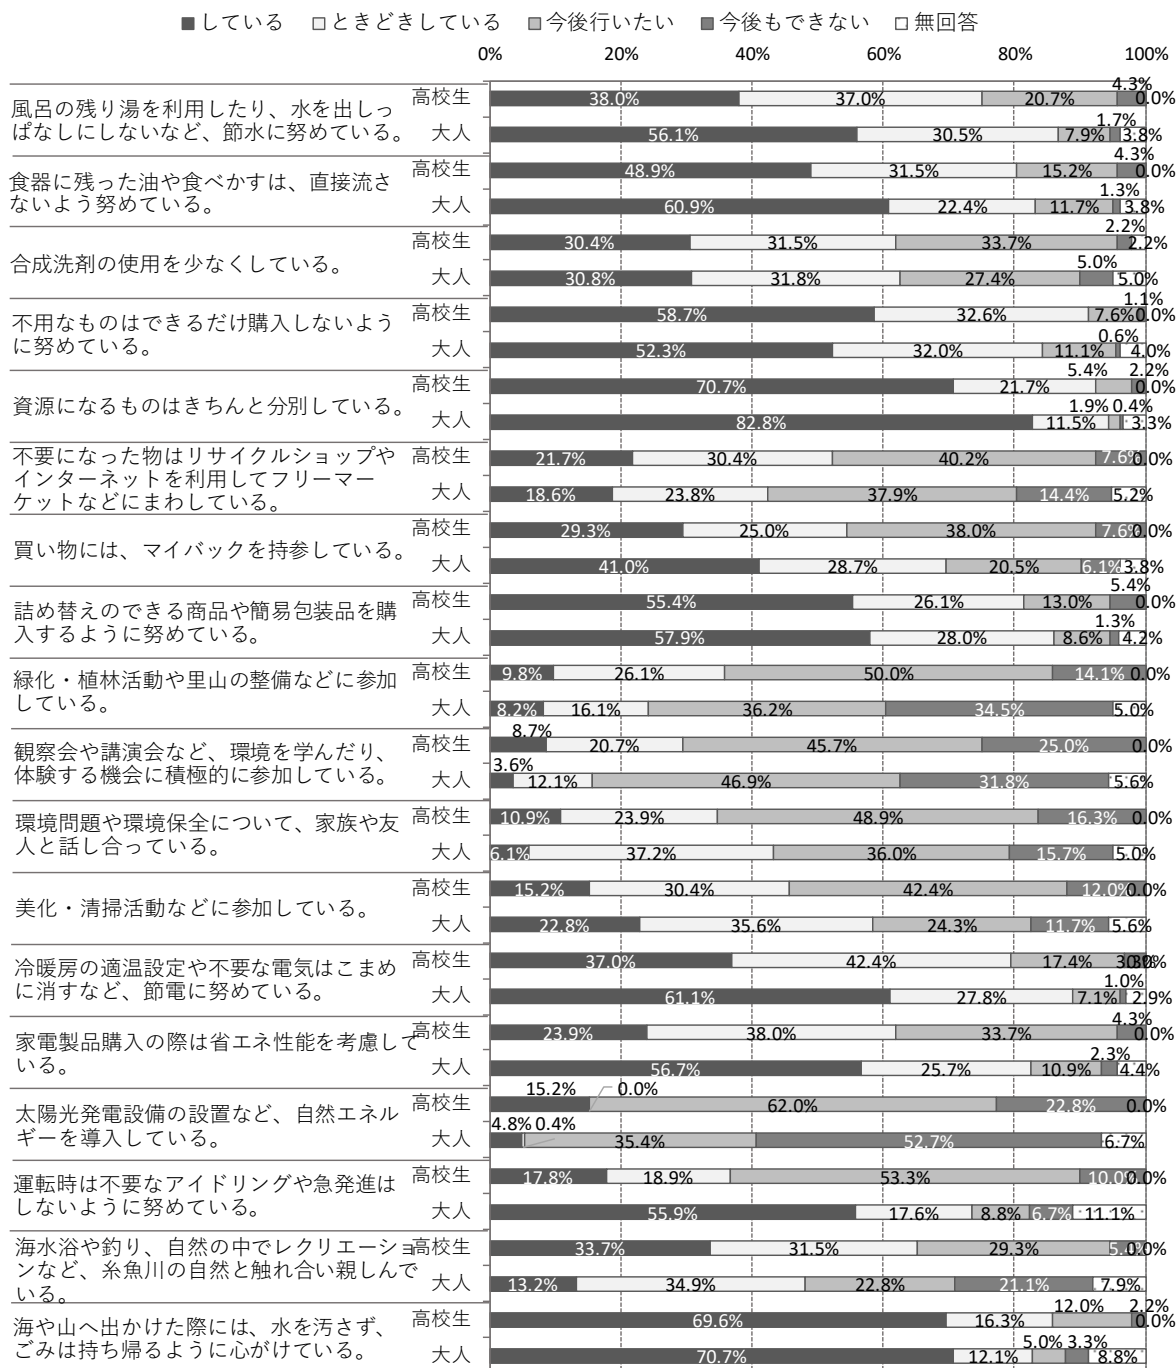 ■している □ときどきしている ■今後行いたい ■今後もできない □無回答
0% 20% 40% 60% 80% 100%
風呂の残り湯を利用したり、水を出しっ
ぱなしにしないなど、節水に努めている。
高校生 38.0% 37.0% 20.7% 4.3% 0.0%
大人 56.1% 30.5% 7.9% 1.7% 3.8%
食器に残った油や食べかすは、直接流さ
ないよう努めている。
高校生 48.9% 31.5% 15.2% 4.3% 0.0%
大人 60.9% 22.4% 11.7% 1.3% 3.8%
合成洗剤の使用を少なくしている。
高校生 30.4% 31.5% 33.7% 2.2% 2.2%
大人 30.8% 31.8% 27.4% 5.0% 5.0%
不用なものはできるだけ購入しないよう
に努めている。
高校生 58.7% 32.6% 7.6% 1.1% 0.0%
大人 52.3% 32.0% 11.1% 0.6% 4.0%
資源になるものはきちんと分別している。
高校生 70.7% 21.7% 5.4% 2.2% 0.0%
大人 82.8% 11.5% 1.9% 0.4% 3.3%
不要になった物はリサイクルショップや
インターネットを利用してフリーマー
ケットなどにまわしている。
高校生 21.7% 30.4% 40.2% 7.6% 0.0%
大人 18.6% 23.8% 37.9% 14.4% 5.2%
買い物には、マイバックを持参している。
高校生 29.3% 25.0% 38.0% 7.6% 0.0%
大人 41.0% 28.7% 20.5% 6.1% 3.8%
詰め替えのできる商品や簡易包装品を購
入するように努めている。
高校生 55.4% 26.1% 13.0% 5.4% 0.0%
大人 57.9% 28.0% 8.6% 1.3% 4.2%
緑化・植林活動や里山の整備などに参加
している。
高校生 9.8% 26.1% 50.0% 14.1% 0.0%
大人 8.2% 16.1% 36.2% 34.5% 5.0%
観察会や講演会など、環境を学んだり、
体験する機会に積極的に参加している。
高校生 8.7% 20.7% 45.7% 25.0% 0.0%
大人 3.6% 12.1% 46.9% 31.8% 5.6%
環境問題や環境保全について、家族や友
人と話し合っている。
高校生 10.9% 23.9% 48.9% 16.3% 0.0%
大人 6.1% 37.2% 36.0% 15.7% 5.0%
美化・清掃活動などに参加している。
高校生 15.2% 30.4% 42.4% 12.0% 0.0%
大人 22.8% 35.6% 24.3% 11.7% 5.6%
冷暖房の適温設定や不要な電気はこまめ
に消すなど、節電に努めている。
高校生 37.0% 42.4% 17.4%
大人 61.1% 27.8% 7.1% 1.0% 2.9%
家電製品購入の際は省エネ性能を考慮して
いる。
高校生 23.9% 38.0% 33.7% 4.3% 0.0%
大人 56.7% 25.7% 10.9% 2.3% 4.4%
太陽光発電設備の設置など、自然エネル
ギーを導入している。
高校生 15.2% 0.0% 62.0% 22.8% 0.0%
大人 4.8% 0.4% 35.4% 52.7% 6.7%
運転時は不要なアイドリングや急発進は
しないように努めている。
高校生 17.8% 18.9% 53.3% 10.0% 0.0%
大人 55.9% 17.6% 8.8% 6.7% 11.1%
海水浴や釣り、自然の中でレクリエーショ
ンなど、糸魚川の自然と触れ合い親しんで
いる。
高校生 33.7% 31.5% 29.3% 0.0%
大人 13.2% 34.9% 22.8% 21.1% 7.9%
海や山へ出かけた際には、水を汚さず、
ごみは持ち帰るように心がけている。
高校生 69.6% 16.3% 12.0% 2.2% 0.0%
大人 70.7% 12.1% 5.0% 3.3% 8.8%